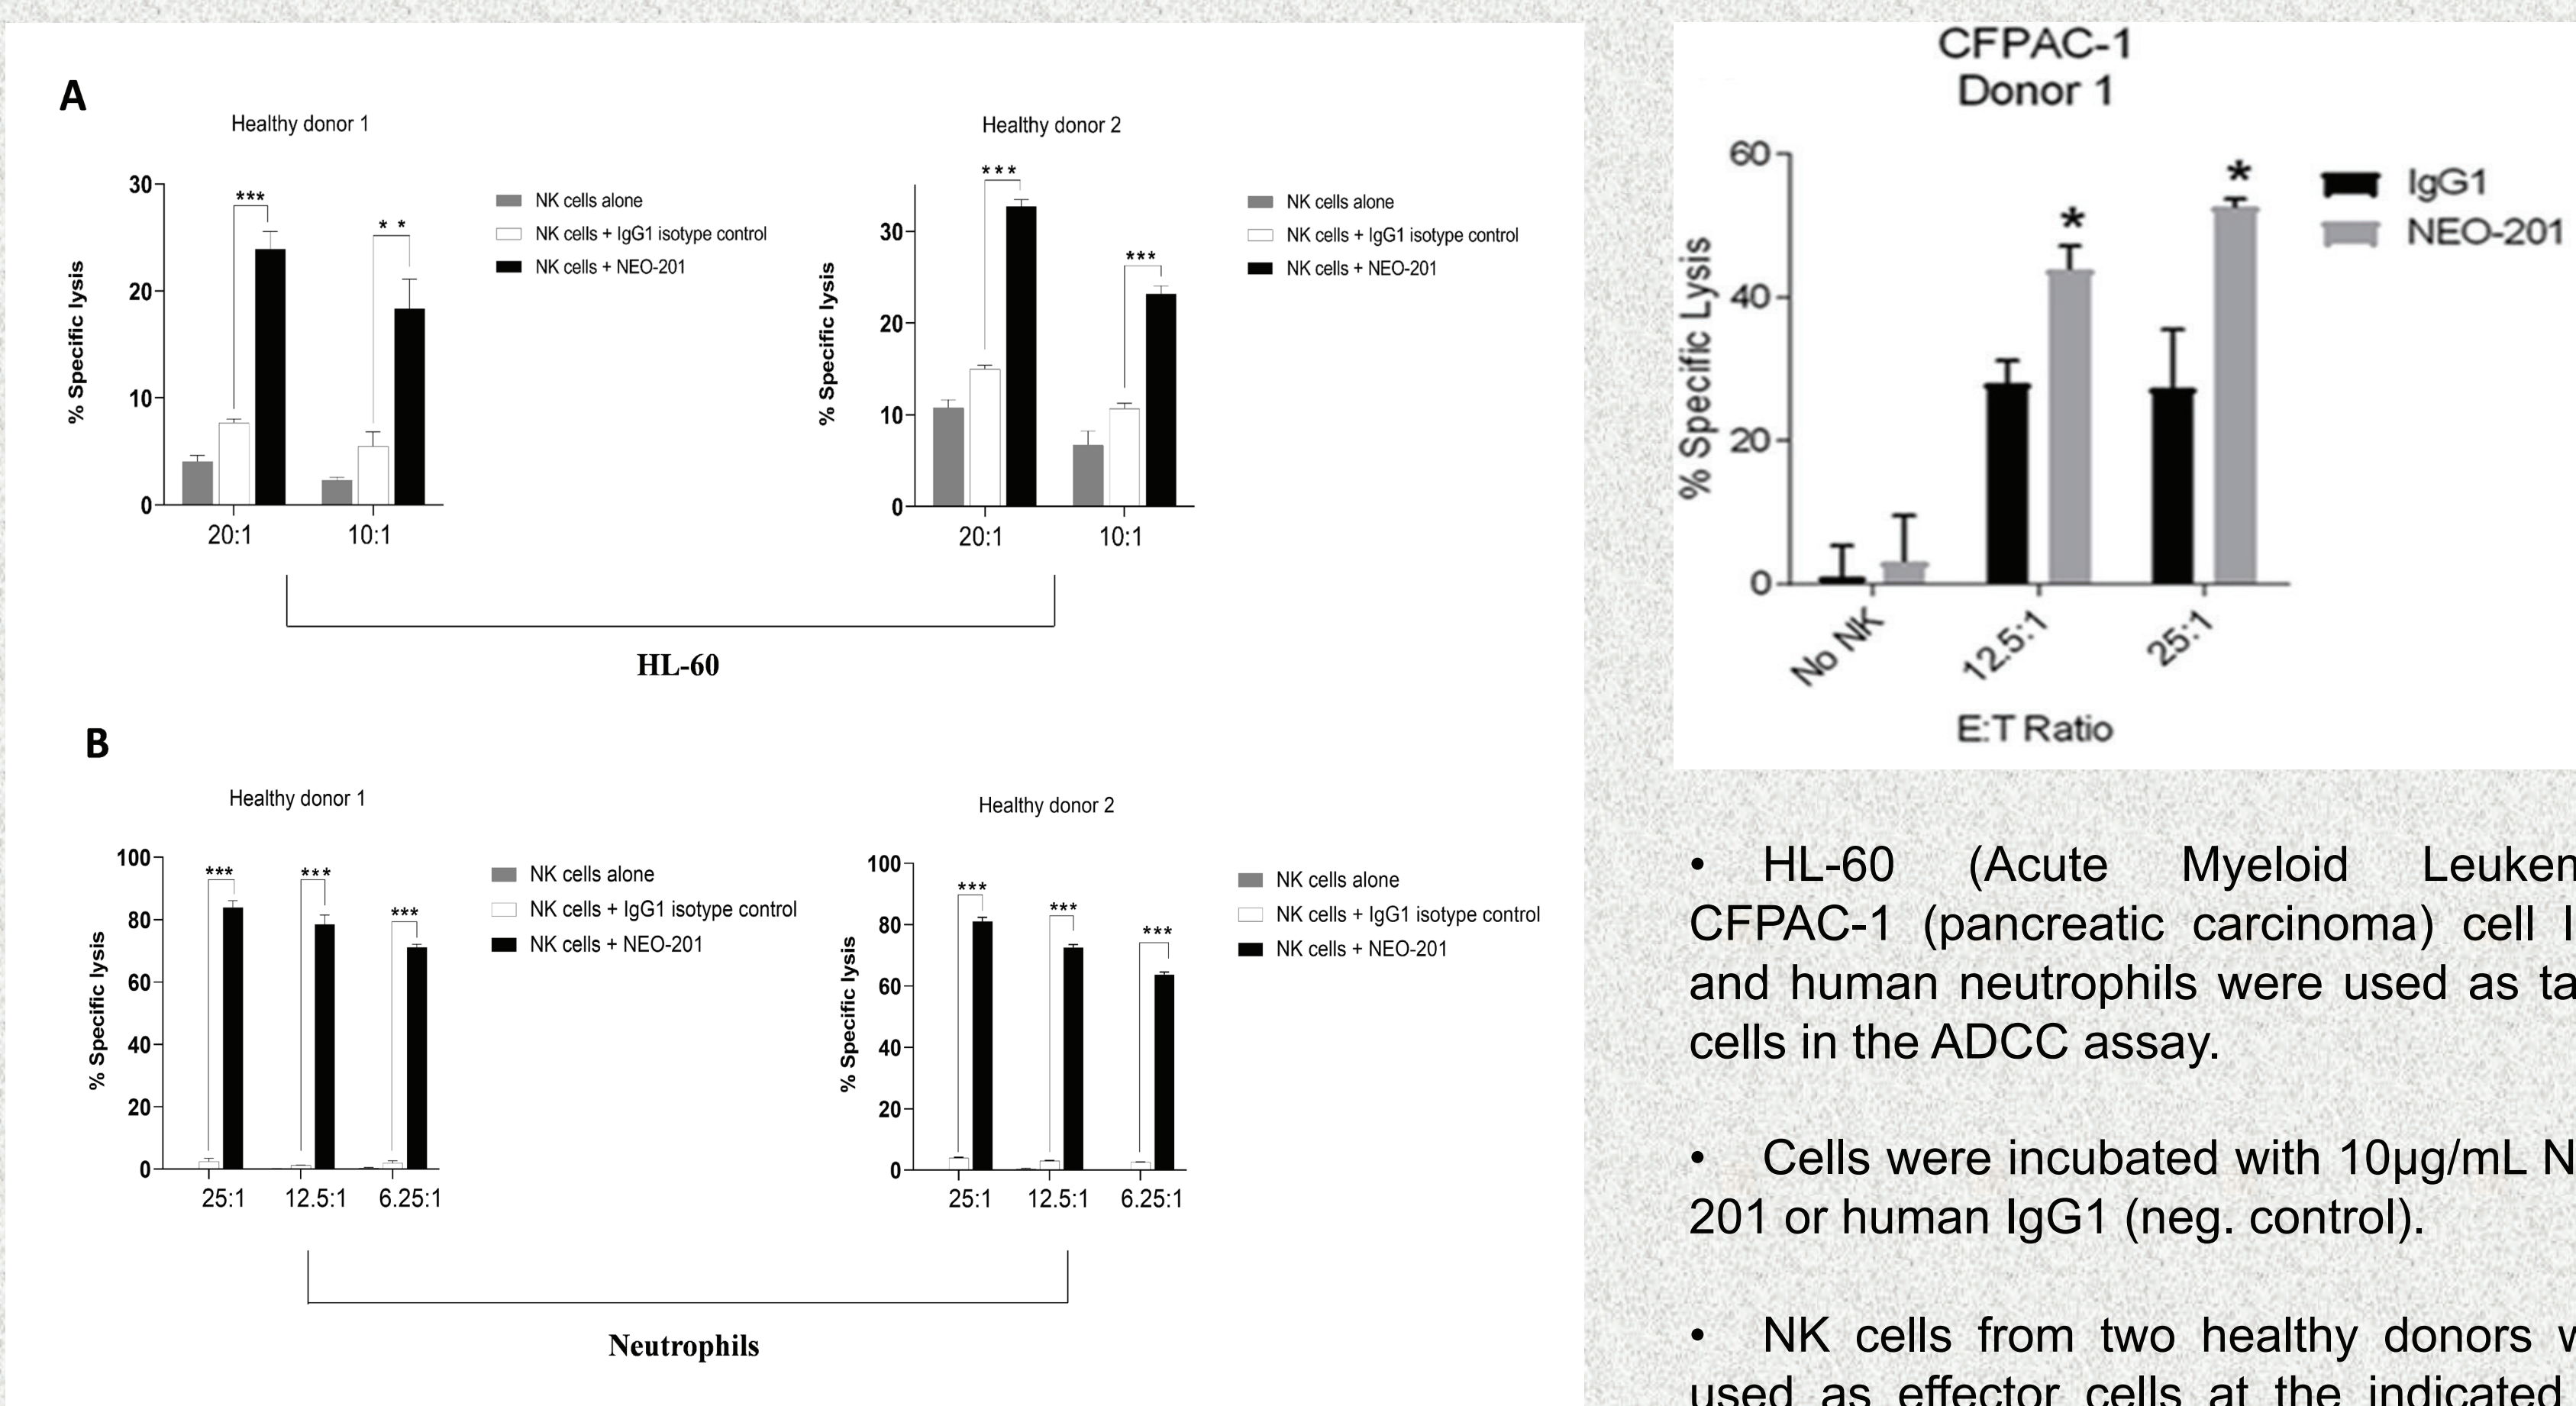 A
Healthy donor 1
% Specific lysis
30
20
10
0
***
* *
20:1
10:1
NK cells alone
NK cells + IgG1 isotype control
NK cells + NEO-201
Healthy donor 2
% Specific lysis
30
20
10
0
***
***
20:1
10:1
NK cells alone
NK cells + IgG1 isotype control
NK cells + NEO-201
HL-60
B
Healthy donor 1
% Specific lysis
100
80
60
40
20
0
***
***
***
25:1
12.5:1
6.25:1
NK cells alone
NK cells + IgG1 isotype control
NK cells + NEO-201
Healthy donor 2
% Specific lysis
100
80
60
40
20
0
***
***
***
25:1
12.5:1
6.25:1
NK cells alone
NK cells + IgG1 isotype control
NK cells + NEO-201
Neutrophils
CFPAC-1
Donor 1
% Specific Lysis
60
40
20
0
*
*
No NK
12.5:1
25:1
E:T Ratio
IgG1
NEO-201
• HL-60 (Acute Myeloid
CFPAC-1 (pancreatic carcinoma) cell
and human neutrophils were used as
cells in the ADCC assay.
• Cells were incubated with 10µg/mL
201 or human IgG1 (neg. control).
• NK cells from two healthy donors
used as effector cells at the indicated